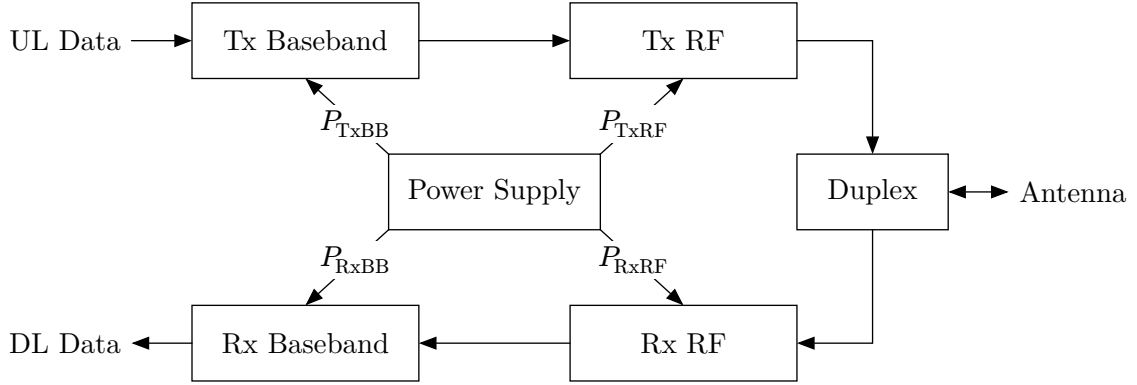 UL Data
Tx Baseband
Tx RF
P_TxBB
P_TxRF
Power Supply
Duplex
Antenna
P_RxBB
P_RxRF
DL Data
Rx Baseband
Rx RF